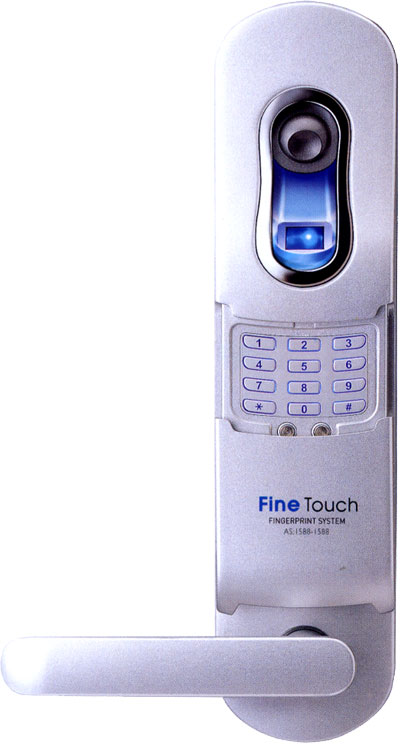 1 2 3
4 5 6
7 8 9
* 0 #
Fine Touch
FINGERPRINT SYSTEM
AS:1588-1588